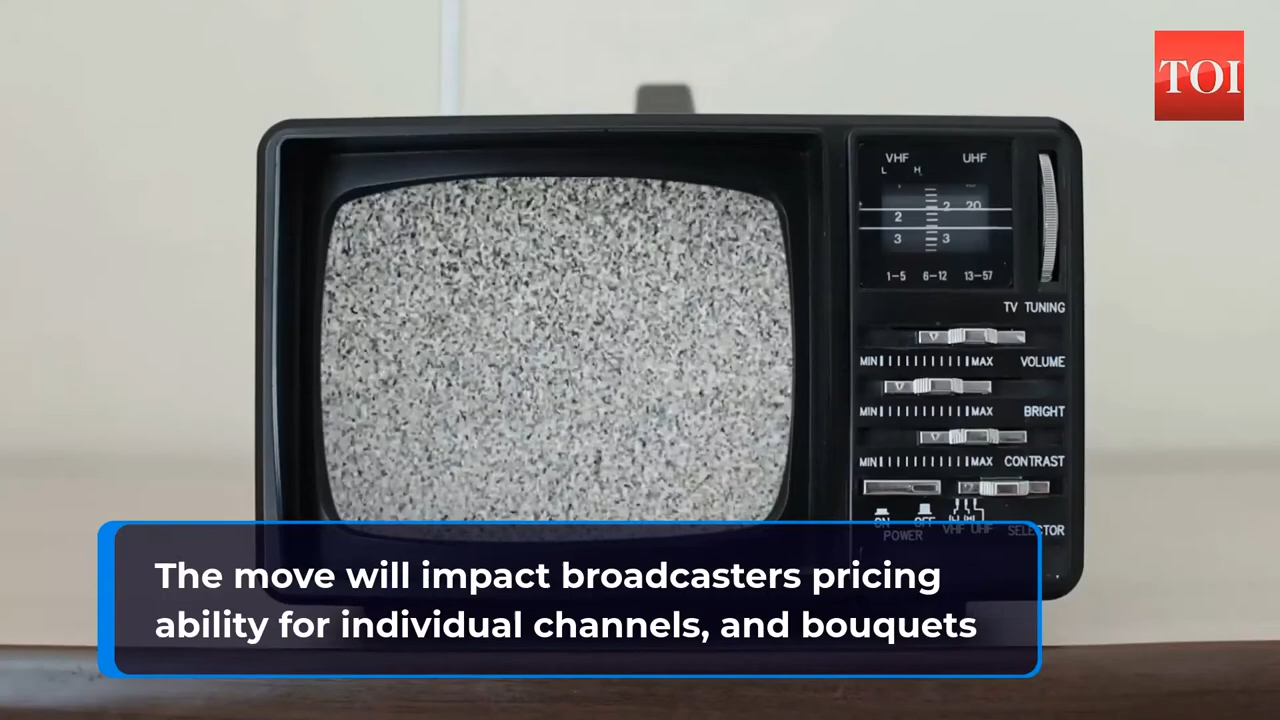 TOI
VHF UHF
L H
2 20
2
3 3
1-5 6-12 13-57
TV TUNING
MIN MAX VOLUME
MIN MAX BRIGHT
MIN MAX CONTRAST
ON OFF VHF UHF SELECTOR
POWER
The move will impact broadcasters pricing
ability for individual channels, and bouquets